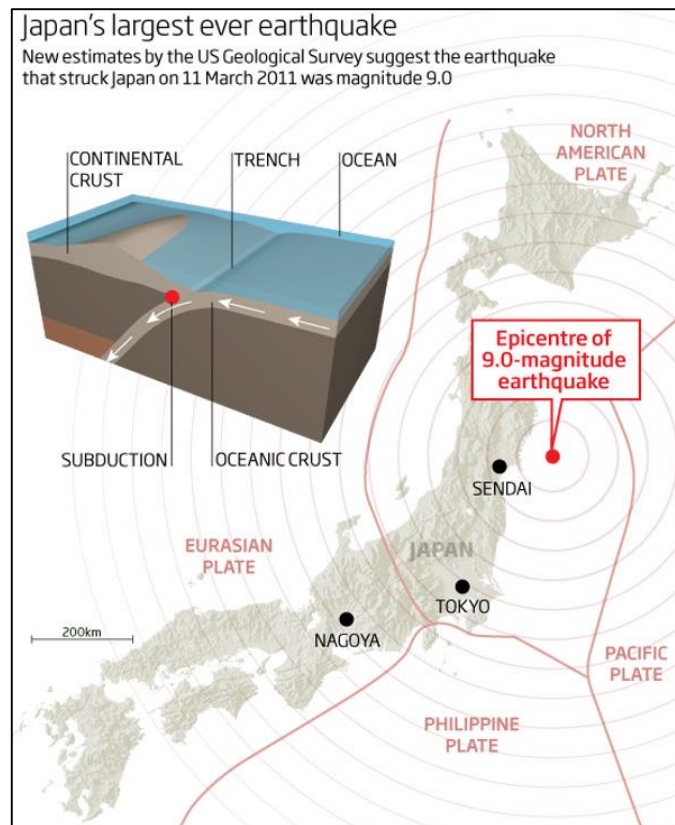 Japan's largest ever earthquake
New estimates by the US Geological Survey suggest the earthquake
that struck Japan on 11 March 2011 was magnitude 9.0
CONTINENTAL
CRUST
TRENCH
OCEAN
NORTH
AMERICAN
PLATE
Epicentre of
9.0-magnitude
earthquake
SUBDUCTION
OCEANIC CRUST
SENDAI
EURASIAN
PLATE
JAPAN
TOKYO
200km
NAGOYA
PACIFIC
PLATE
PHILIPPINE
PLATE